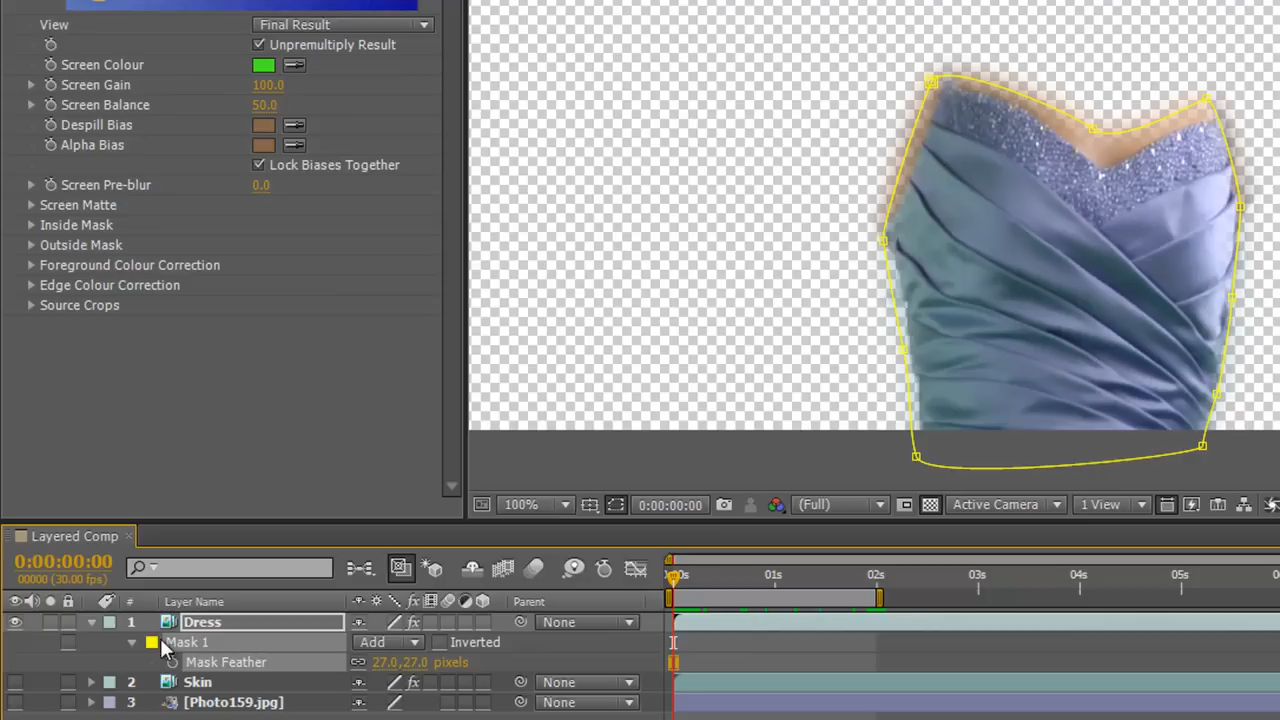 View Final Result
Unpremultiply Result
Screen Colour
Screen Gain 100.0
Screen Balance 50.0
Despill Bias
Alpha Bias
Lock Biases Together
Screen Pre-blur 0.0
Screen Matte
Inside Mask
Outside Mask
Foreground Colour Correction
Edge Colour Correction
Source Crops
100% 0:00:00:00 (Full) Active Camera 1 View
Layered Comp
0:00:00:00
00000 (30.00 fps)
01s 02s 03s 04s 05s
# Layer Name Parent
1 Dress None
Mask 1 Add Inverted
Mask Feather 27.0,27.0 pixels
2 Skin None
3 [Photo159.jpg] None